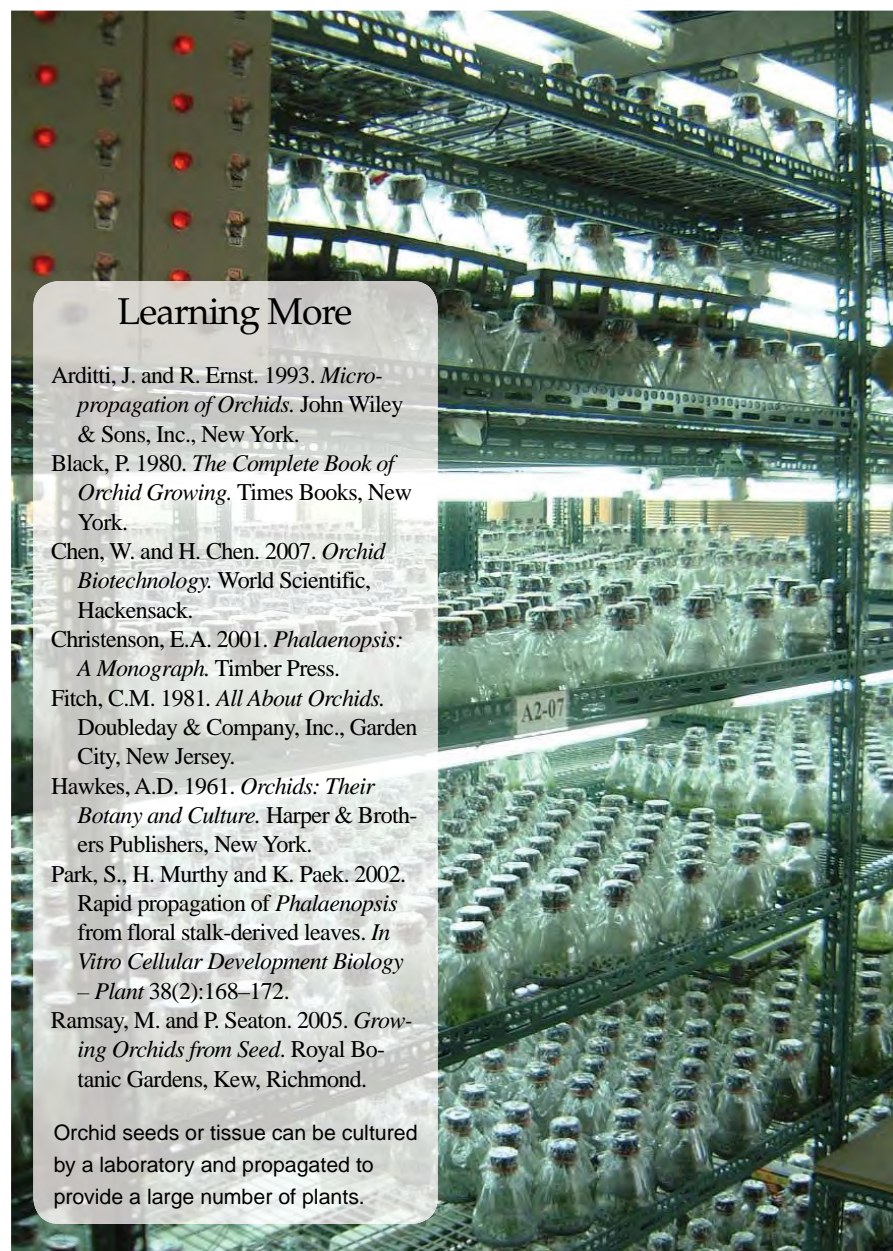 Learning More
Arditti, J. and R. Ernst. 1993. Micro-
propagation of Orchids. John Wiley
& Sons, Inc., New York.
Black, P. 1980. The Complete Book of
Orchid Growing. Times Books, New
York.
Chen, W. and H. Chen. 2007. Orchid
Biotechnology. World Scientific,
Hackensack.
Christenson, E.A. 2001. Phalaenopsis:
A Monograph. Timber Press.
Fitch, C.M. 1981. All About Orchids.
Doubleday & Company, Inc., Garden
City, New Jersey.
Hawkes, A.D. 1961. Orchids: Their
Botany and Culture. Harper & Broth-
ers Publishers, New York.
Park, S., H. Murthy and K. Paek. 2002.
Rapid propagation of Phalaenopsis
from floral stalk-derived leaves. In
Vitro Cellular Development Biology
– Plant 38(2):168–172.
Ramsay, M. and P. Seaton. 2005. Grow-
ing Orchids from Seed. Royal Bo-
tanic Gardens, Kew, Richmond.
Orchid seeds or tissue can be cultured
by a laboratory and propagated to
provide a large number of plants.
A2-07